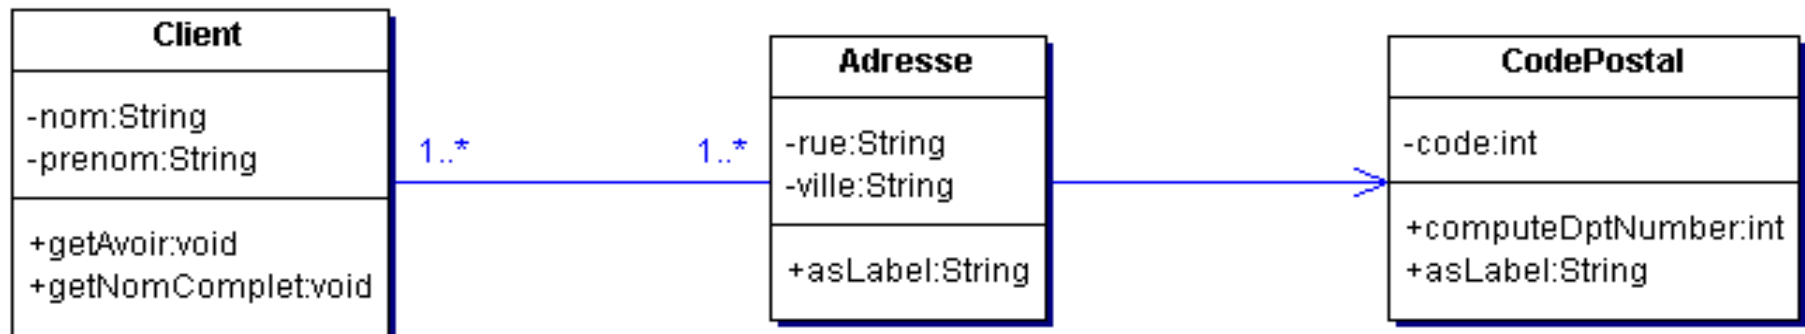 Client
-nom:String
-prenom:String
+getAvoir:void
+getNomComplet:void
1..*
1..*
Adresse
-rue:String
-ville:String
+asLabel:String
CodePostal
-code:int
+computeDptNumber:int
+asLabel:String